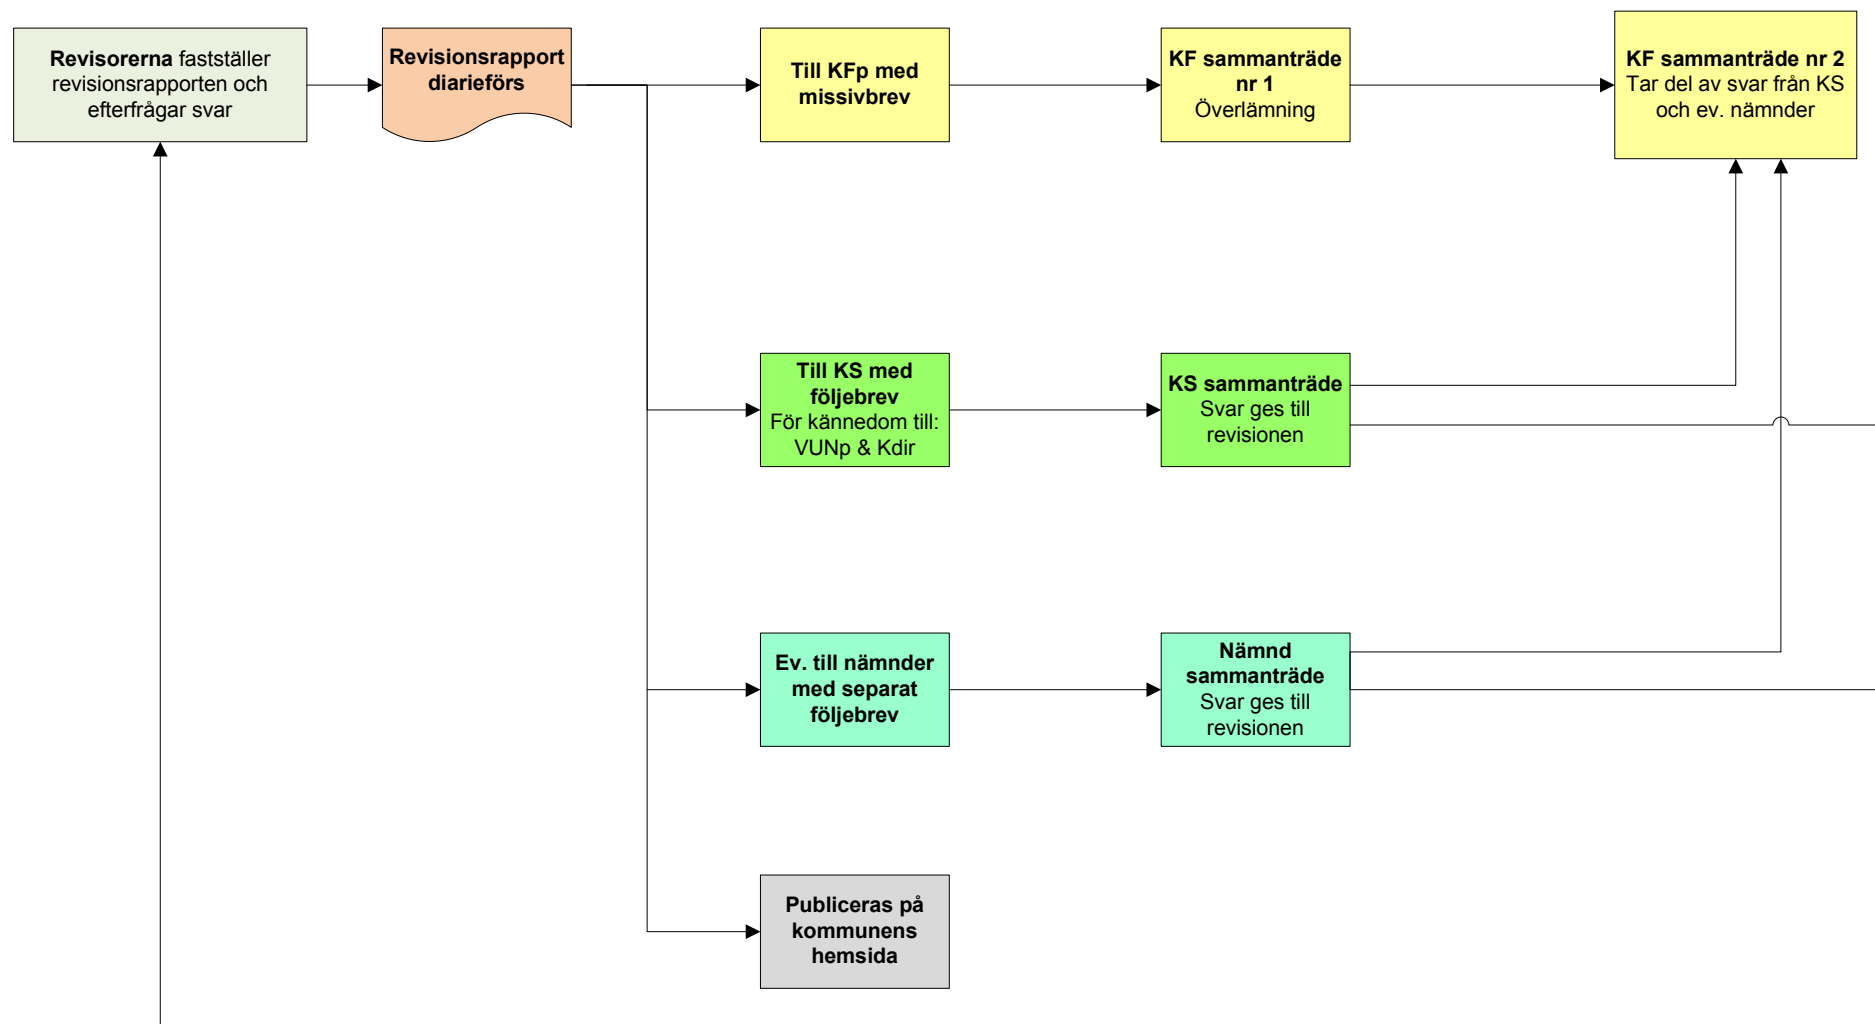 Revisorerna fastställer
revisionsrapporten och
efterfrågar svar
Revisionsrapport
diarieförs
Till KFp med
missivbrev
KF sammanträde
nr 1
Överlämning
KF sammanträde nr 2
Tar del av svar från KS
och ev. nämnder
Till KS med
följebrev
För kännedom till:
VUNp & Kdir
KS sammanträde
Svar ges till
revisionen
Ev. till nämnder
med separat
följebrev
Nämnd
sammanträde
Svar ges till
revisionen
Publiceras på
kommunens
hemsida